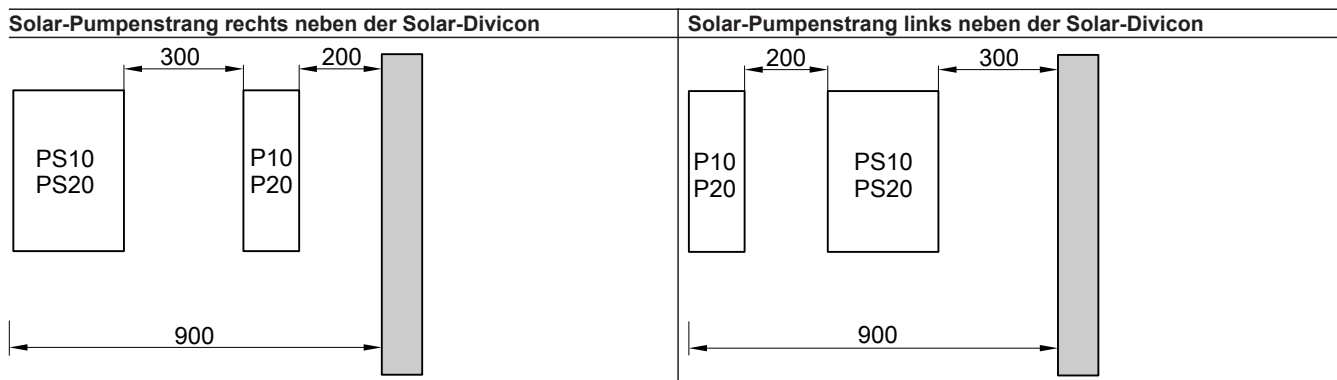 Solar-Pumpenstrang rechts neben der Solar-Divicon
300
200
PS10
PS20
P10
P20
900
Solar-Pumpenstrang links neben der Solar-Divicon
200
300
P10
P20
PS10
PS20
900